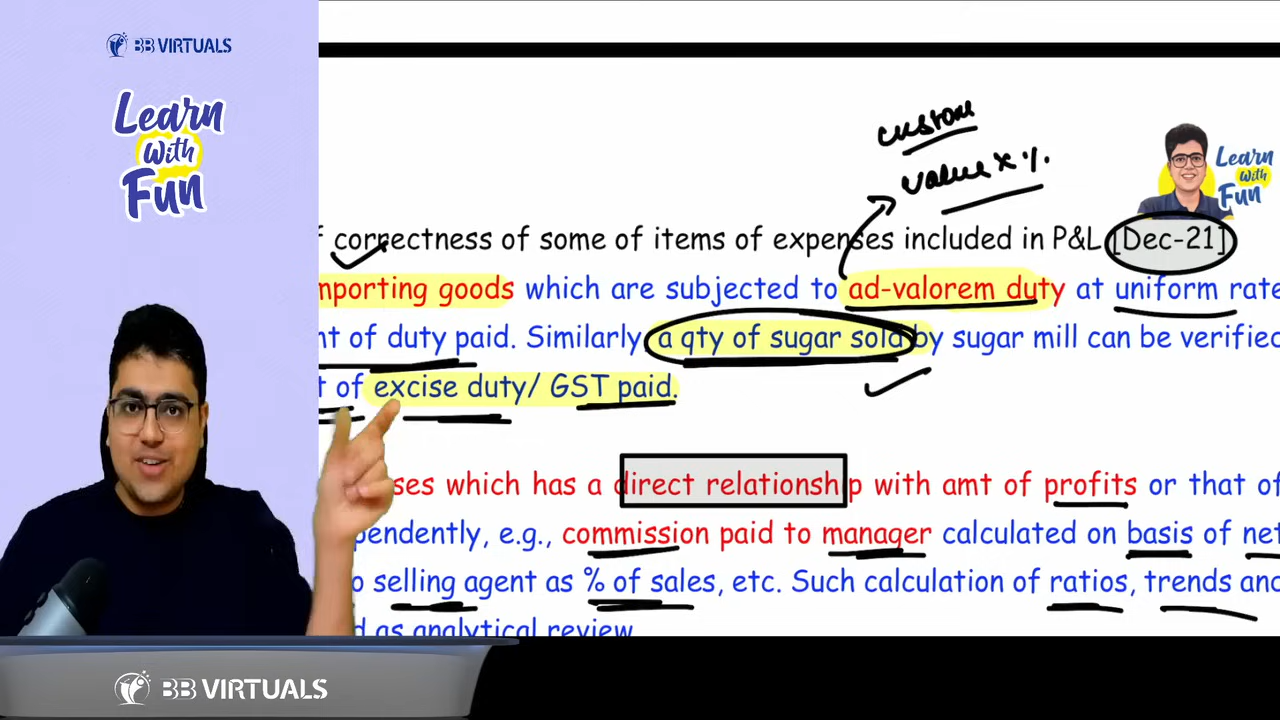 BB VIRTUALS
Learn
With
Fun
custom
value x %.
Learn
With
Fun
f correctness of some of items of expenses included in P&L [Dec-21]
mporting goods which are subjected to ad-valorem duty at uniform rate
nt of duty paid. Similarly a qty of sugar sold by sugar mill can be verified
t of excise duty/ GST paid.
ses which has a direct relationship with amt of profits or that of
pendently, e.g., commission paid to manager calculated on basis of net
o selling agent as % of sales, etc. Such calculation of ratios, trends and
d as analytical review
BB VIRTUALS